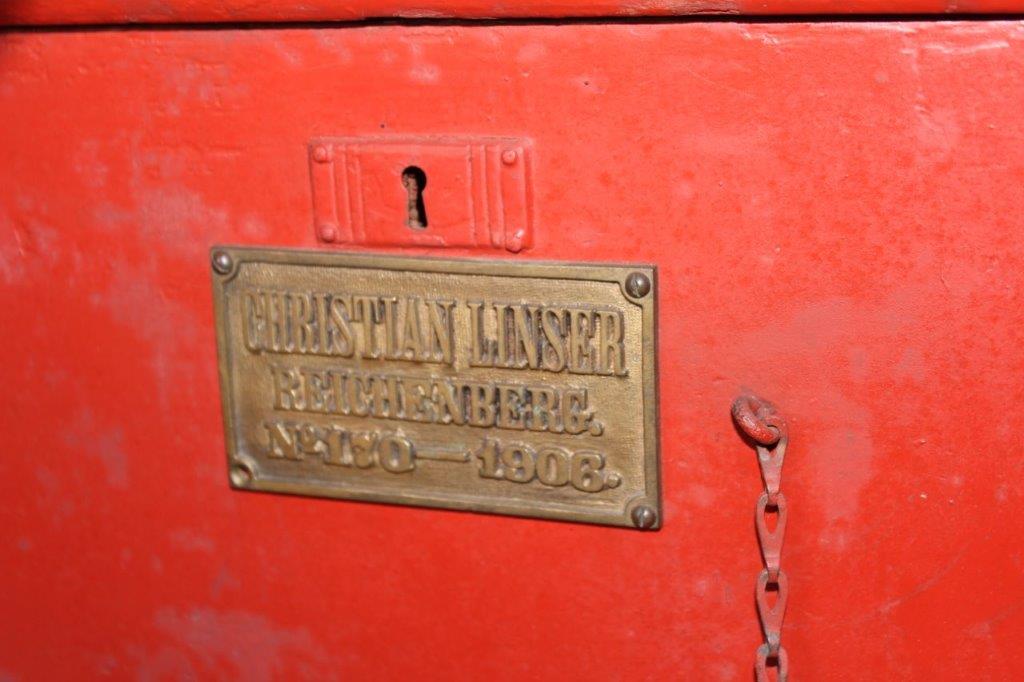 CHRISTIAN LINSER
REICHENBERG.
No. 170 — 1906.